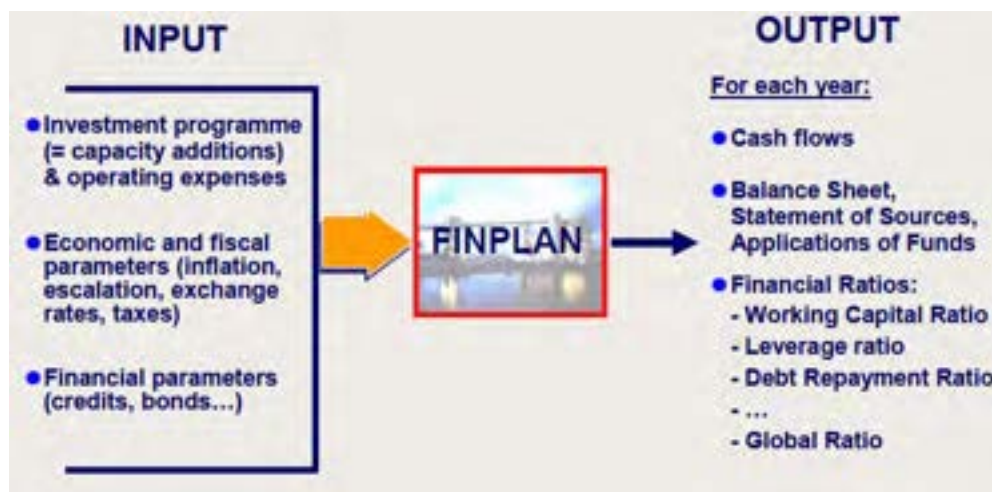 INPUT
● Investment programme
(= capacity additions)
& operating expenses
● Economic and fiscal
parameters (inflation,
escalation, exchange
rates, taxes)
● Financial parameters
(credits, bonds...)
FINPLAN
OUTPUT
For each year:
● Cash flows
● Balance Sheet,
Statement of Sources,
Applications of Funds
● Financial Ratios:
- Working Capital Ratio
- Leverage ratio
- Debt Repayment Ratio
- ...
- Global Ratio